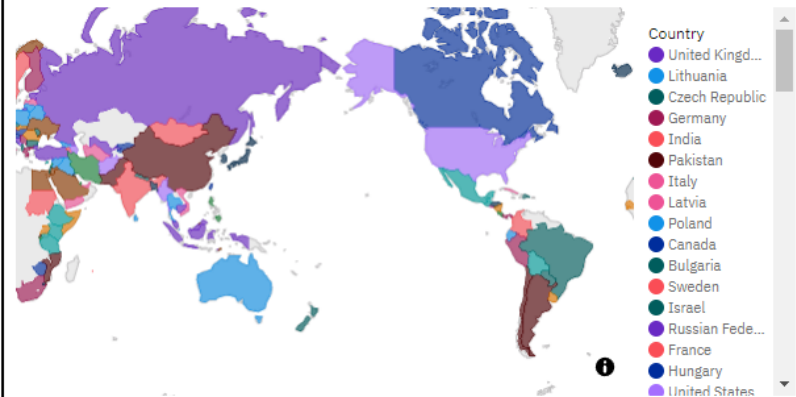 Country
United Kingd...
Lithuania
Czech Republic
Germany
India
Pakistan
Italy
Latvia
Poland
Canada
Bulgaria
Sweden
Israel
Russian Fede...
France
Hungary
United States